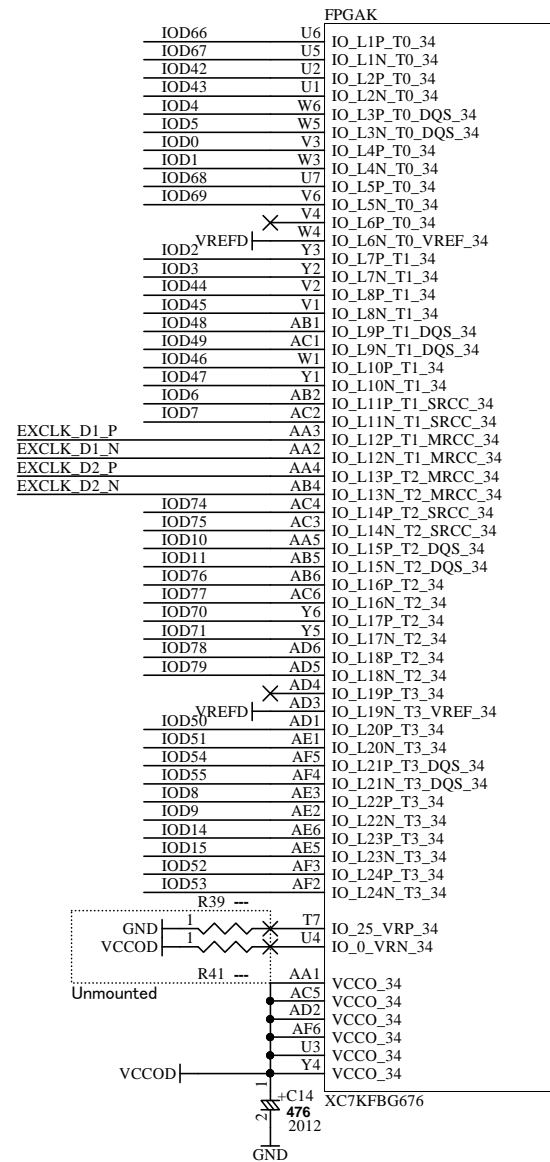 FPGAK
IOD66 U6 IO_L1P_T0_34
IOD67 U5 IO_L1N_T0_34
IOD42 U2 IO_L2P_T0_34
IOD43 U1 IO_L2N_T0_34
IOD4 W6 IO_L3P_T0_DQS_34
IOD5 W5 IO_L3N_T0_DQS_34
IOD0 V3 IO_L4P_T0_34
IOD1 W3 IO_L4N_T0_34
IOD68 U7 IO_L5P_T0_34
IOD69 V6 IO_L5N_T0_34
V4 IO_L6P_T0_34
VREFD W4 IO_L6N_T0_VREF_34
IOD2 Y3 IO_L7P_T1_34
IOD3 Y2 IO_L7N_T1_34
IOD44 V2 IO_L8P_T1_34
IOD45 V1 IO_L8N_T1_34
IOD48 AB1 IO_L9P_T1_DQS_34
IOD49 AC1 IO_L9N_T1_DQS_34
IOD46 W1 IO_L10P_T1_34
IOD47 Y1 IO_L10N_T1_34
IOD6 AB2 IO_L11P_T1_SRCC_34
IOD7 AC2 IO_L11N_T1_SRCC_34
EXCLK_D1_P AA3 IO_L12P_T1_MRCC_34
EXCLK_D1_N AA2 IO_L12N_T1_MRCC_34
EXCLK_D2_P AA4 IO_L13P_T2_MRCC_34
EXCLK_D2_N AB4 IO_L13N_T2_MRCC_34
IOD74 AC4 IO_L14P_T2_SRCC_34
IOD75 AC3 IO_L14N_T2_SRCC_34
IOD10 AA5 IO_L15P_T2_DQS_34
IOD11 AB5 IO_L15N_T2_DQS_34
IOD76 AB6 IO_L16P_T2_34
IOD77 AC6 IO_L16N_T2_34
IOD70 Y6 IO_L17P_T2_34
IOD71 Y5 IO_L17N_T2_34
IOD78 AD6 IO_L18P_T2_34
IOD79 AD5 IO_L18N_T2_34
AD4 IO_L19P_T3_34
VREFD AD3 IO_L19N_T3_VREF_34
IOD50 AD1 IO_L20P_T3_34
IOD51 AE1 IO_L20N_T3_34
IOD54 AF5 IO_L21P_T3_DQS_34
IOD55 AF4 IO_L21N_T3_DQS_34
IOD8 AE3 IO_L22P_T3_34
IOD9 AE2 IO_L22N_T3_34
IOD14 AE6 IO_L23P_T3_34
IOD15 AE5 IO_L23N_T3_34
IOD52 AF3 IO_L24P_T3_34
IOD53 AF2 IO_L24N_T3_34
R39 ---
GND 1 T7 IO_25_VRP_34
VCCOD 1 U4 IO_0_VRN_34
R41 ---
Unmounted
AA1 VCCO_34
AC5 VCCO_34
AD2 VCCO_34
AF6 VCCO_34
U3 VCCO_34
VCCOD Y4 VCCO_34
XC7KFBG676
1 2
+C14
476
2012
GND